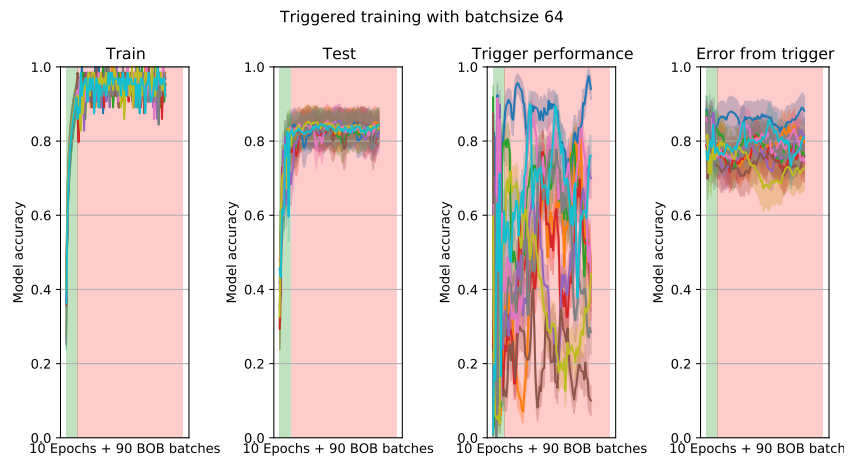 Triggered training with batchsize 64
Train
Test
Trigger performance
Error from trigger
1.0
0.8
0.6
0.4
0.2
0.0
Model accuracy
10 Epochs + 90 BOB batches
1.0
0.8
0.6
0.4
0.2
0.0
Model accuracy
10 Epochs + 90 BOB batches
1.0
0.8
0.6
0.4
0.2
0.0
Model accuracy
10 Epochs + 90 BOB batches
1.0
0.8
0.6
0.4
0.2
0.0
Model accuracy
10 Epochs + 90 BOB batch